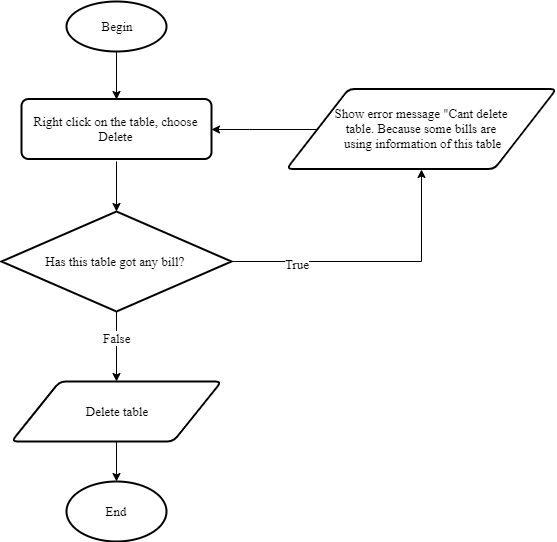 Begin
Right click on the table, choose
Delete
Show error message "Cant delete
table. Because some bills are
using information of this table
Has this table got any bill?
True
False
Delete table
End